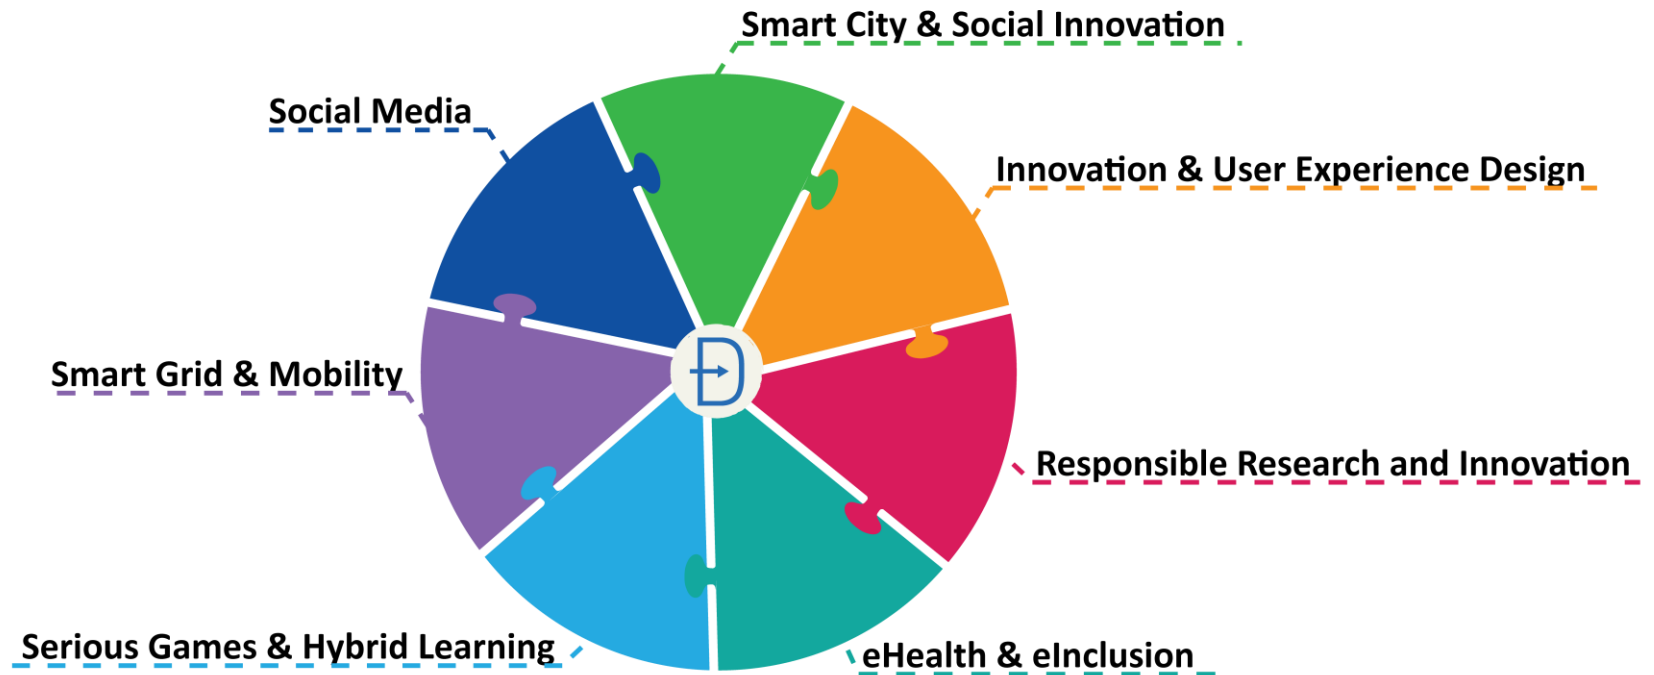 Smart City & Social Innovation
Social Media
Innovation & User Experience Design
Smart Grid & Mobility
Responsible Research and Innovation
Serious Games & Hybrid Learning
eHealth & eInclusion